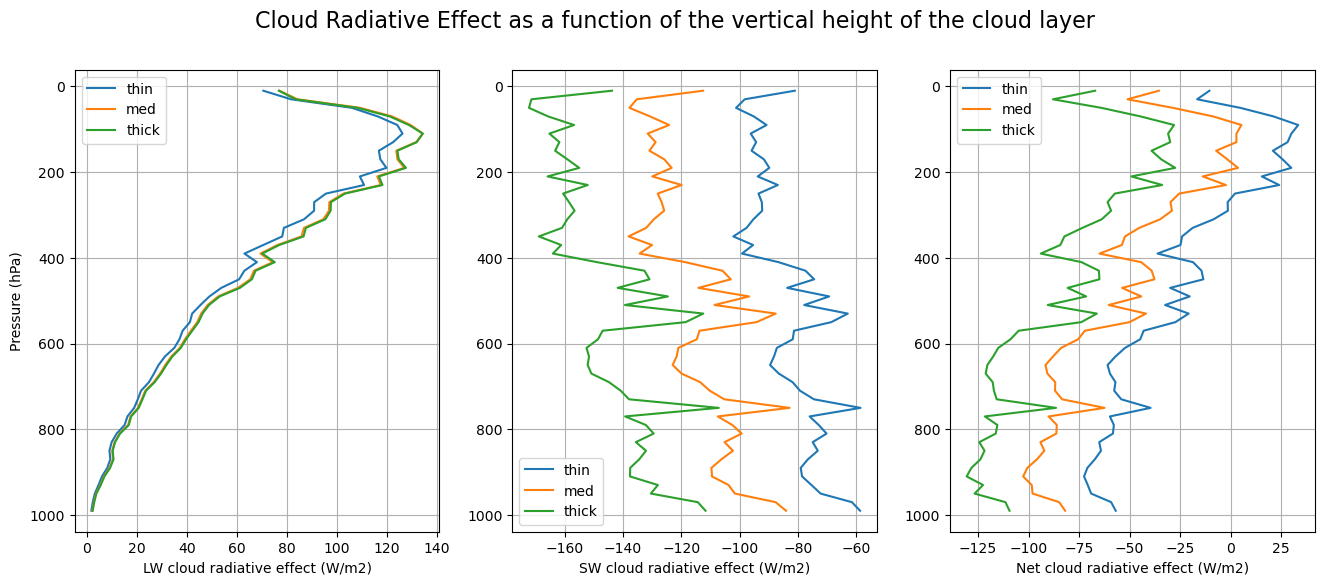 Cloud Radiative Effect as a function of the vertical height of the cloud layer
Pressure (hPa)
0
200
400
600
800
1000
thin
med
thick
0
20
40
60
80
100
120
140
LW cloud radiative effect (W/m2)
0
200
400
600
800
1000
thin
med
thick
−160
−140
−120
−100
−80
−60
SW cloud radiative effect (W/m2)
0
200
400
600
800
1000
thin
med
thick
−125
−100
−75
−50
−25
0
25
Net cloud radiative effect (W/m2)